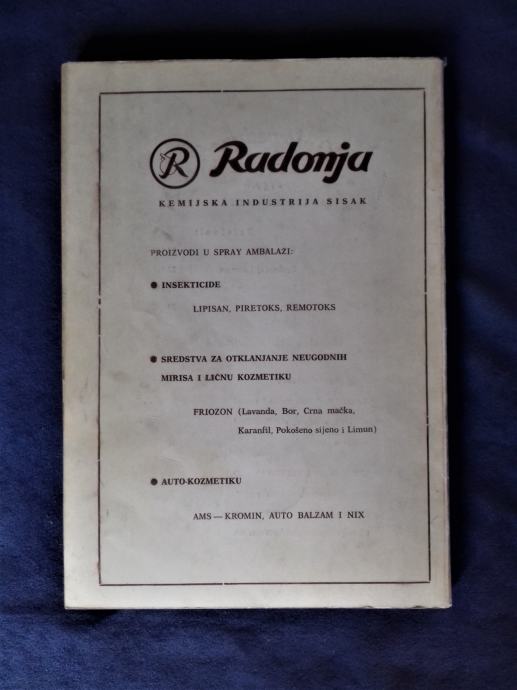 R Radonja
KEMIJSKA INDUSTRIJA SISAK
PROIZVODI U SPRAY AMBALAZI:
● INSEKTICIDE
LIPISAN, PIRETOKS, REMOTOKS
● SREDSTVA ZA OTKLANJANJE NEUGODNIH
MIRISA I LIČNU KOZMETIKU
FRIOZON (Lavanda, Bor, Crna mačka,
Karanfil, Pokošeno sijeno i Limun)
● AUTO-KOZMETIKU
AMS — KROMIN, AUTO BALZAM I NIX